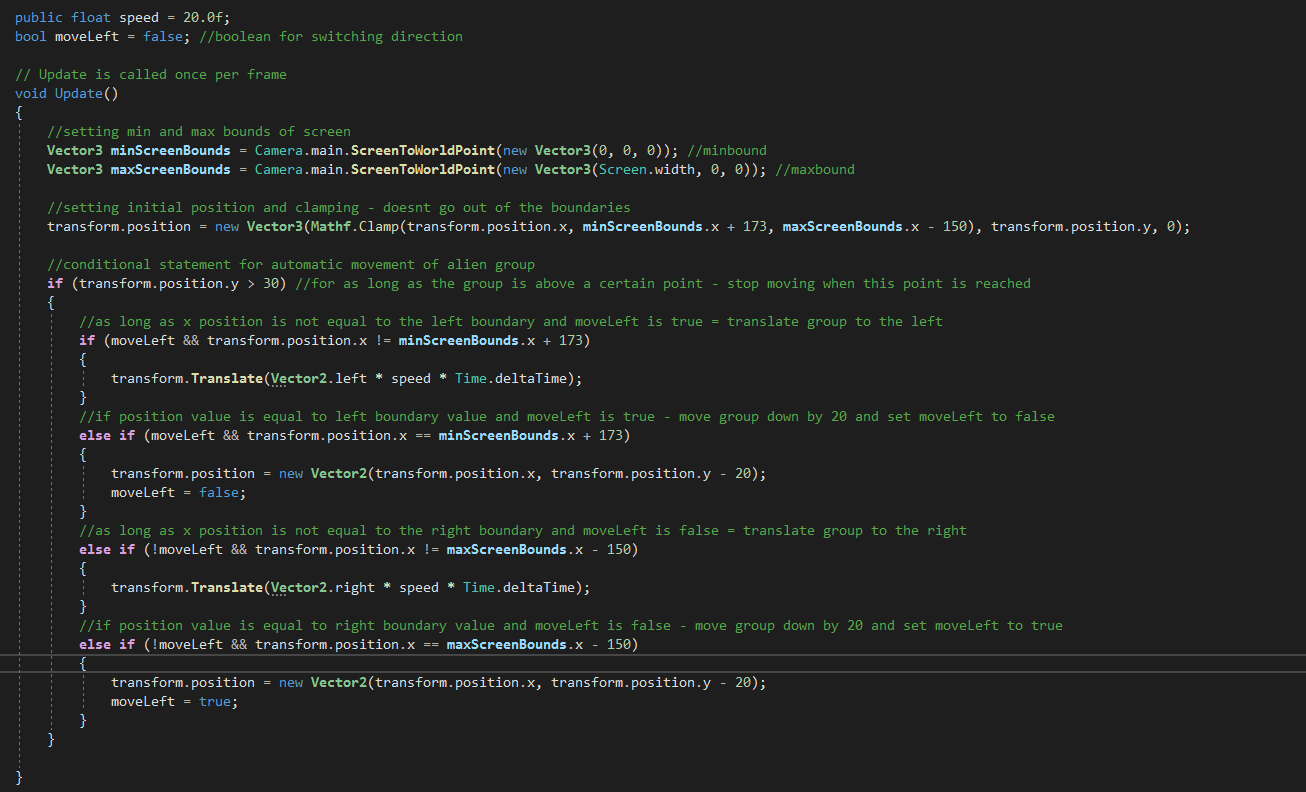 public float speed = 20.0f;
bool moveLeft = false; //boolean for switching direction
// Update is called once per frame
void Update()
{
//setting min and max bounds of screen
Vector3 minScreenBounds = Camera.main.ScreenToWorldPoint(new Vector3(0, 0, 0)); //minbound
Vector3 maxScreenBounds = Camera.main.ScreenToWorldPoint(new Vector3(Screen.width, 0, 0)); //maxbound
//setting initial position and clamping - doesnt go out of the boundaries
transform.position = new Vector3(Mathf.Clamp(transform.position.x, minScreenBounds.x + 173, maxScreenBounds.x - 150), transform.position.y, 0);
//conditional statement for automatic movement of alien group
if (transform.position.y > 30) //for as long as the group is above a certain point - stop moving when this point is reached
{
//as long as x position is not equal to the left boundary and moveLeft is true = translate group to the left
if (moveLeft && transform.position.x != minScreenBounds.x + 173)
{
transform.Translate(Vector2.left * speed * Time.deltaTime);
}
//if position value is equal to left boundary value and moveLeft is true - move group down by 20 and set moveLeft to false
else if (moveLeft && transform.position.x == minScreenBounds.x + 173)
{
transform.position = new Vector2(transform.position.x, transform.position.y - 20);
moveLeft = false;
}
//as long as x position is not equal to the right boundary and moveLeft is false = translate group to the right
else if (!moveLeft && transform.position.x != maxScreenBounds.x - 150)
{
transform.Translate(Vector2.right * speed * Time.deltaTime);
}
//if position value is equal to right boundary value and moveLeft is false - move group down by 20 and set moveLeft to true
else if (!moveLeft && transform.position.x == maxScreenBounds.x - 150)
{
transform.position = new Vector2(transform.position.x, transform.position.y - 20);
moveLeft = true;
}
}
}